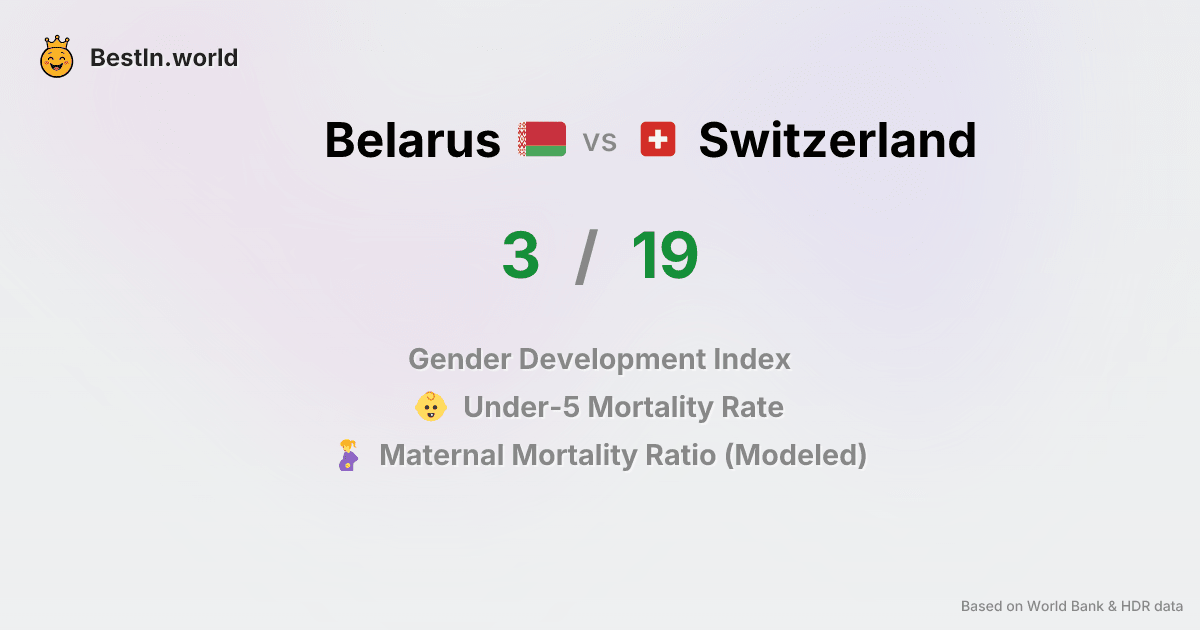 BestIn.world
Belarus vs Switzerland
3 / 19
Gender Development Index
Under-5 Mortality Rate
Maternal Mortality Ratio (Modeled)
Based on World Bank & HDR data